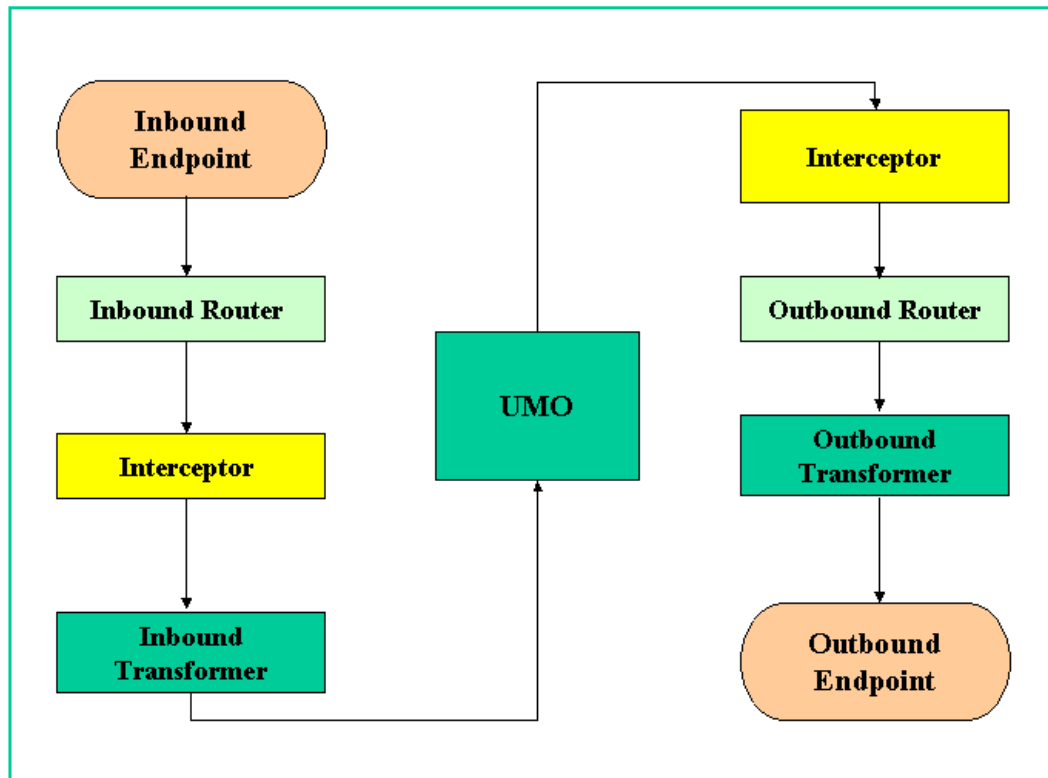 Inbound
Endpoint
Inbound Router
Interceptor
Inbound
Transformer
UMO
Interceptor
Outbound Router
Outbound
Transformer
Outbound
Endpoint